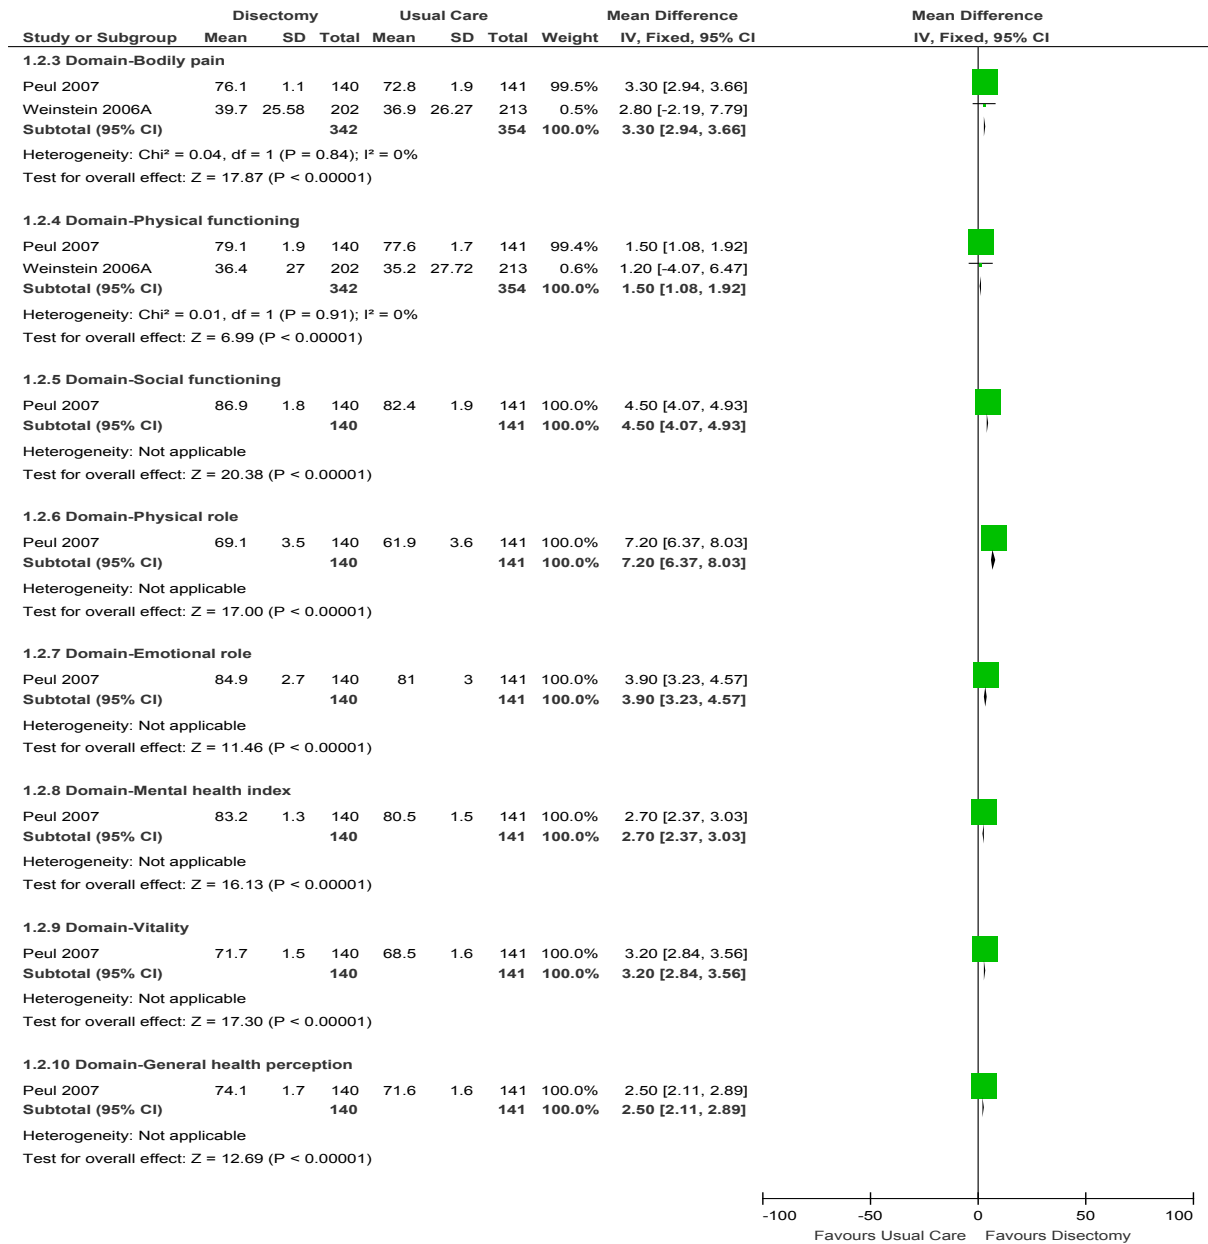 Disectomy Usual Care Mean Difference Mean Difference
Study or Subgroup Mean SD Total Mean SD Total Weight IV, Fixed, 95% CI IV, Fixed, 95% CI
1.2.3 Domain-Bodily pain
Peul 2007 76.1 1.1 140 72.8 1.9 141 99.5% 3.30 [2.94, 3.66]
Weinstein 2006A 39.7 25.58 202 36.9 26.27 213 0.5% 2.80 [-2.19, 7.79]
Subtotal (95% CI) 342 354 100.0% 3.30 [2.94, 3.66]
Heterogeneity: Chi² = 0.04, df = 1 (P = 0.84); I² = 0%
Test for overall effect: Z = 17.87 (P < 0.00001)
1.2.4 Domain-Physical functioning
Peul 2007 79.1 1.9 140 77.6 1.7 141 99.4% 1.50 [1.08, 1.92]
Weinstein 2006A 36.4 27 202 35.2 27.72 213 0.6% 1.20 [-4.07, 6.47]
Subtotal (95% CI) 342 354 100.0% 1.50 [1.08, 1.92]
Heterogeneity: Chi² = 0.01, df = 1 (P = 0.91); I² = 0%
Test for overall effect: Z = 6.99 (P < 0.00001)
1.2.5 Domain-Social functioning
Peul 2007 86.9 1.8 140 82.4 1.9 141 100.0% 4.50 [4.07, 4.93]
Subtotal (95% CI) 140 141 100.0% 4.50 [4.07, 4.93]
Heterogeneity: Not applicable
Test for overall effect: Z = 20.38 (P < 0.00001)
1.2.6 Domain-Physical role
Peul 2007 69.1 3.5 140 61.9 3.6 141 100.0% 7.20 [6.37, 8.03]
Subtotal (95% CI) 140 141 100.0% 7.20 [6.37, 8.03]
Heterogeneity: Not applicable
Test for overall effect: Z = 17.00 (P < 0.00001)
1.2.7 Domain-Emotional role
Peul 2007 84.9 2.7 140 81 3 141 100.0% 3.90 [3.23, 4.57]
Subtotal (95% CI) 140 141 100.0% 3.90 [3.23, 4.57]
Heterogeneity: Not applicable
Test for overall effect: Z = 11.46 (P < 0.00001)
1.2.8 Domain-Mental health index
Peul 2007 83.2 1.3 140 80.5 1.5 141 100.0% 2.70 [2.37, 3.03]
Subtotal (95% CI) 140 141 100.0% 2.70 [2.37, 3.03]
Heterogeneity: Not applicable
Test for overall effect: Z = 16.13 (P < 0.00001)
1.2.9 Domain-Vitality
Peul 2007 71.7 1.5 140 68.5 1.6 141 100.0% 3.20 [2.84, 3.56]
Subtotal (95% CI) 140 141 100.0% 3.20 [2.84, 3.56]
Heterogeneity: Not applicable
Test for overall effect: Z = 17.30 (P < 0.00001)
1.2.10 Domain-General health perception
Peul 2007 74.1 1.7 140 71.6 1.6 141 100.0% 2.50 [2.11, 2.89]
Subtotal (95% CI) 140 141 100.0% 2.50 [2.11, 2.89]
Heterogeneity: Not applicable
Test for overall effect: Z = 12.69 (P < 0.00001)
-100 -50 0 50 100
Favours Usual Care Favours Disectomy